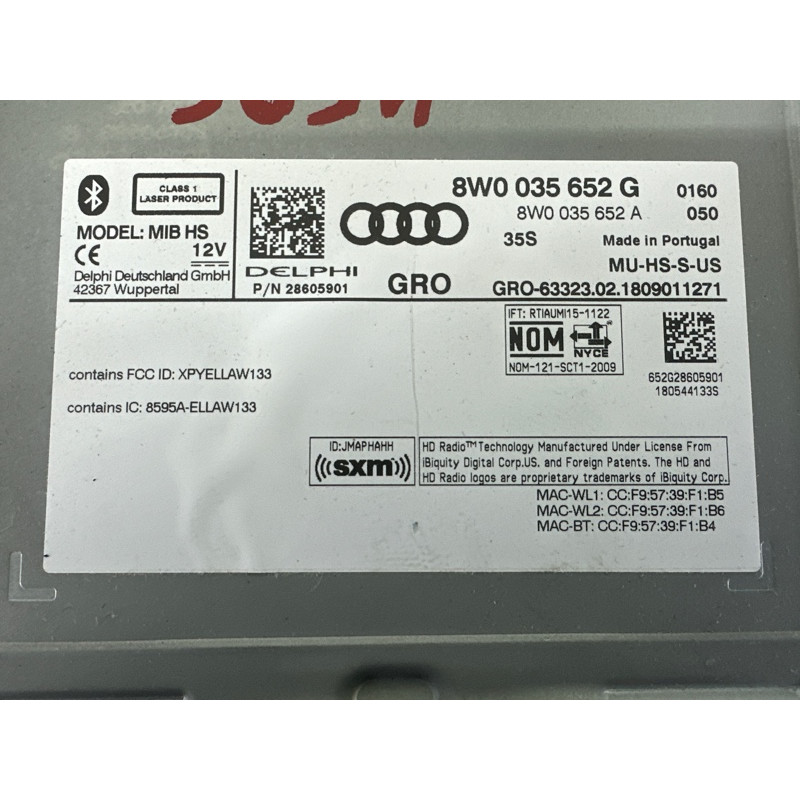 CLASS 1
LASER PRODUCT
MODEL: MIB HS
CE 12V
Delphi Deutschland GmbH
42367 Wuppertal
DELPHI
P/N 28605901
GRO
8W0 035 652 G 0160
8W0 035 652 A 050
35S Made in Portugal
MU-HS-S-US
GRO-63323.02.1809011271
IFT: RTIAUMI15-1122
NOM NYCE
NOM-121-SCT1-2009
652G28605901
180544133S
contains FCC ID: XPYELLAW133
contains IC: 8595A-ELLAW133
ID:JMAPHAHH
((((sxm))))
HD Radio™ Technology Manufactured Under License From
iBiquity Digital Corp.US. and Foreign Patents. The HD and
HD Radio logos are proprietary trademarks of iBiquity Corp.
MAC-WL1: CC:F9:57:39:F1:B5
MAC-WL2: CC:F9:57:39:F1:B6
MAC-BT: CC:F9:57:39:F1:B4